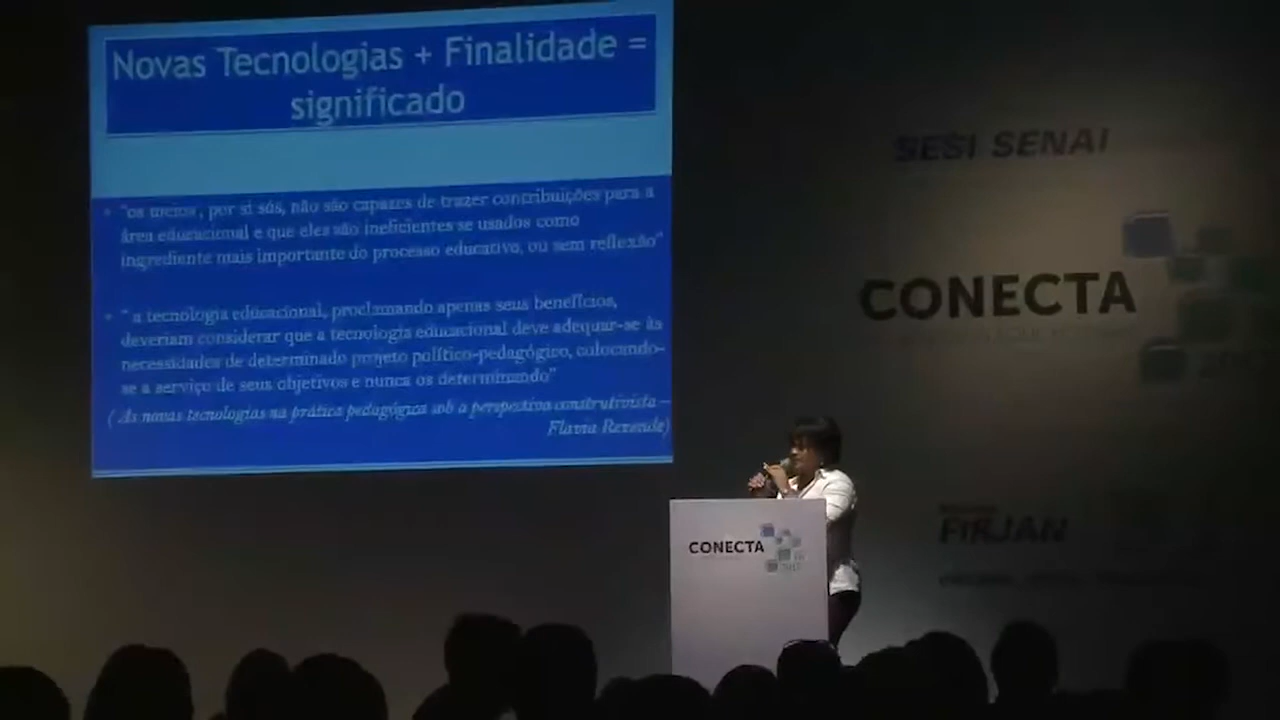 Novas Tecnologias + Finalidade =
significado
• "os meios, por si sós, não são capazes de trazer contribuições para a
área educacional e que eles são ineficientes se usados como
ingrediente mais importante do processo educativo, ou sem reflexão"
• " a tecnologia educacional, proclamando apenas seus benefícios,
deveriam considerar que a tecnologia educacional deve adequar-se às
necessidades de determinado projeto político-pedagógico, colocando-
se a serviço de seus objetivos e nunca os determinando"
( As novas tecnologias na prática pedagógica sob a perspectiva construtivista –
Flavia Rezende)
SESI SENAI
CONECTA
FIRJAN
CONECTA